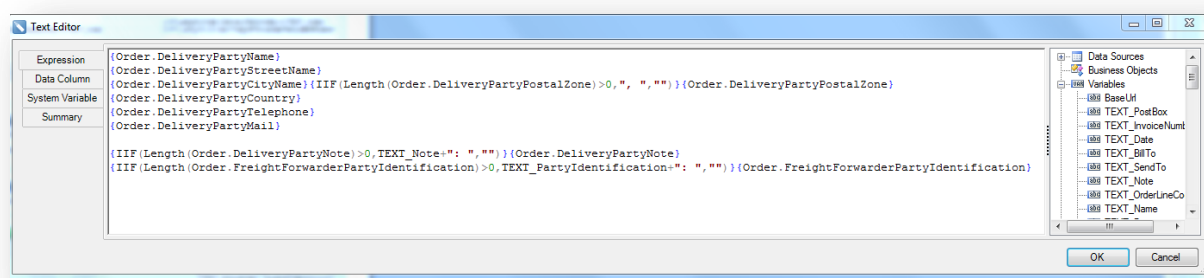 Text Editor
Expression
Data Column
System Variable
Summary
{Order.DeliveryPartyName}
{Order.DeliveryPartyStreetName}
{Order.DeliveryPartyCityName}{IIF(Length(Order.DeliveryPartyPostalZone)>0,", ","")}{Order.DeliveryPartyPostalZone}
{Order.DeliveryPartyCountry}
{Order.DeliveryPartyTelephone}
{Order.DeliveryPartyMail}
{IIF(Length(Order.DeliveryPartyNote)>0,TEXT_Note+": ","")}{Order.DeliveryPartyNote}
{IIF(Length(Order.FreightForwarderPartyIdentification)>0,TEXT_PartyIdentification+": ","")}{Order.FreightForwarderPartyIdentification}
Data Sources
Business Objects
Variables
BaseUrl
TEXT_PostBox
TEXT_InvoiceNumb
TEXT_Date
TEXT_BillTo
TEXT_SendTo
TEXT_Note
TEXT_OrderLineCo
TEXT_Name
OK
Cancel